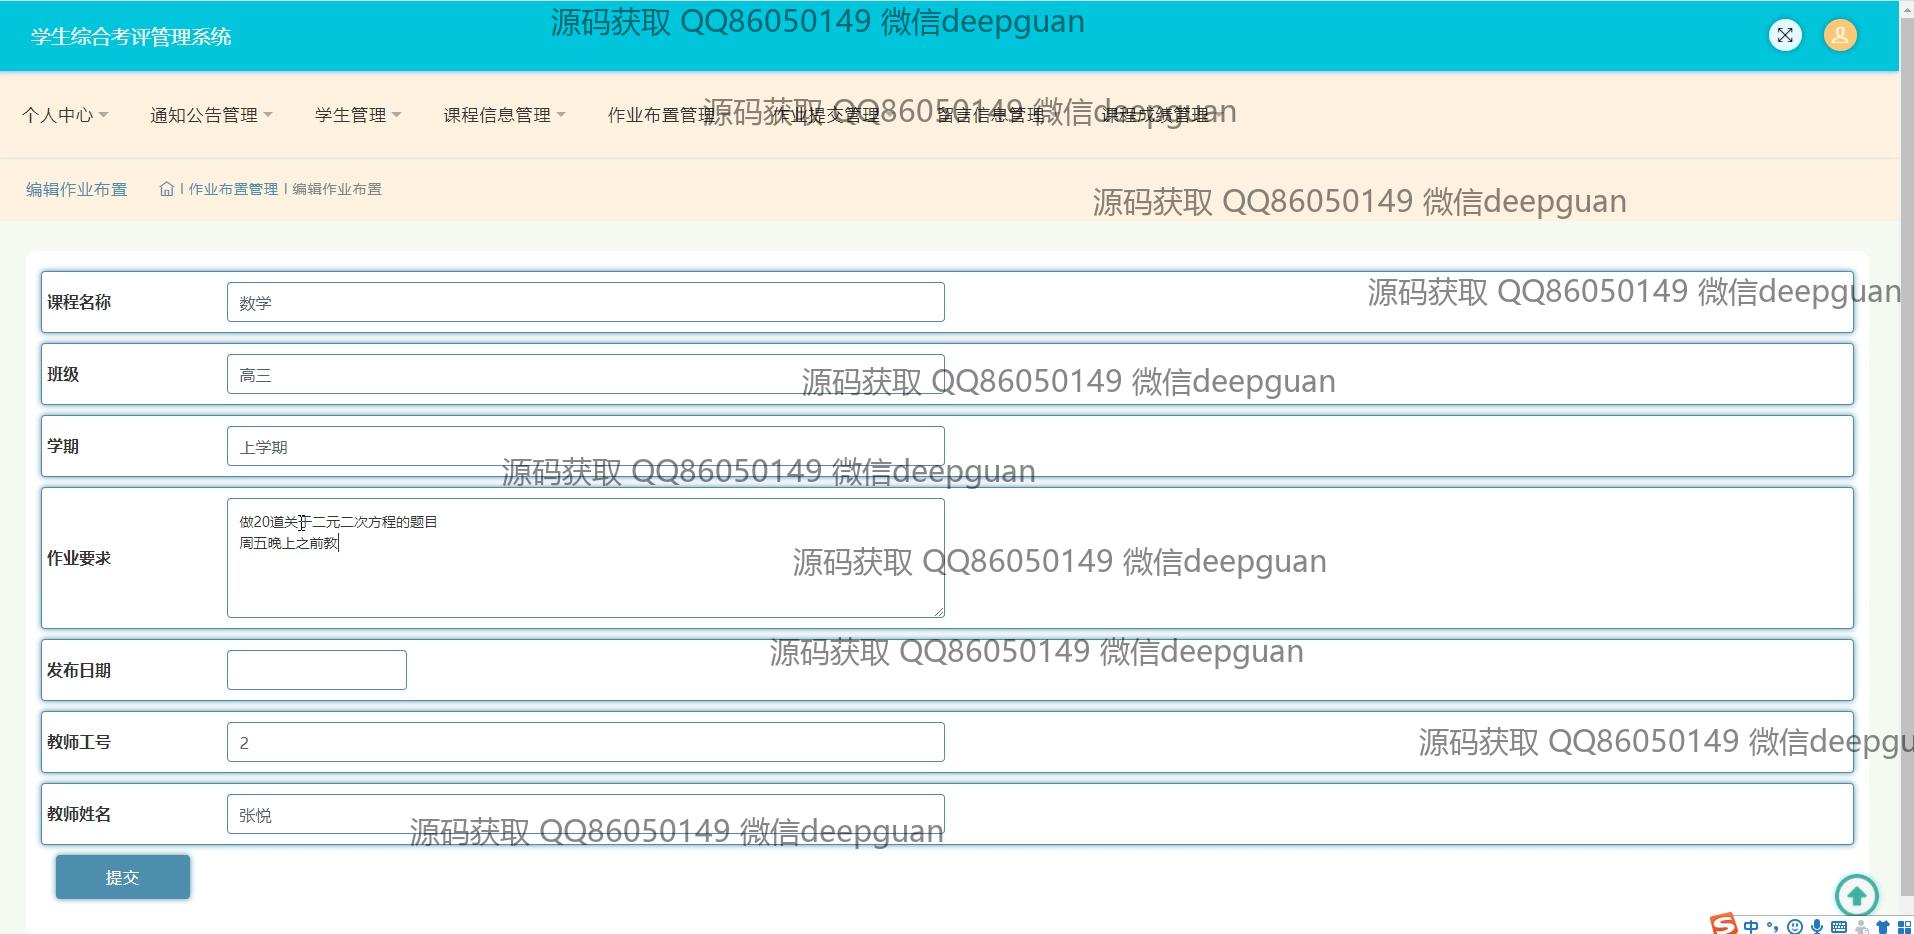 学生综合考评管理系统
源码获取 QQ86050149 微信deepguan
个人中心 通知公告管理 学生管理 课程信息管理 作业布置管理 作业提交管理 留言信息管理 课程成绩管理
源码获取 QQ86050149 微信deepguan
编辑作业布置 作业布置管理 编辑作业布置
源码获取 QQ86050149 微信deepguan
课程名称 数学
源码获取 QQ86050149 微信deepguan
班级 高三
源码获取 QQ86050149 微信deepguan
学期 上学期
源码获取 QQ86050149 微信deepguan
作业要求
做20道关于二元二次方程的题目
周五晚上之前教
源码获取 QQ86050149 微信deepguan
发布日期
源码获取 QQ86050149 微信deepguan
教师工号 2
源码获取 QQ86050149 微信deepgu
教师姓名 张悦
源码获取 QQ86050149 微信deepguan
提交
中